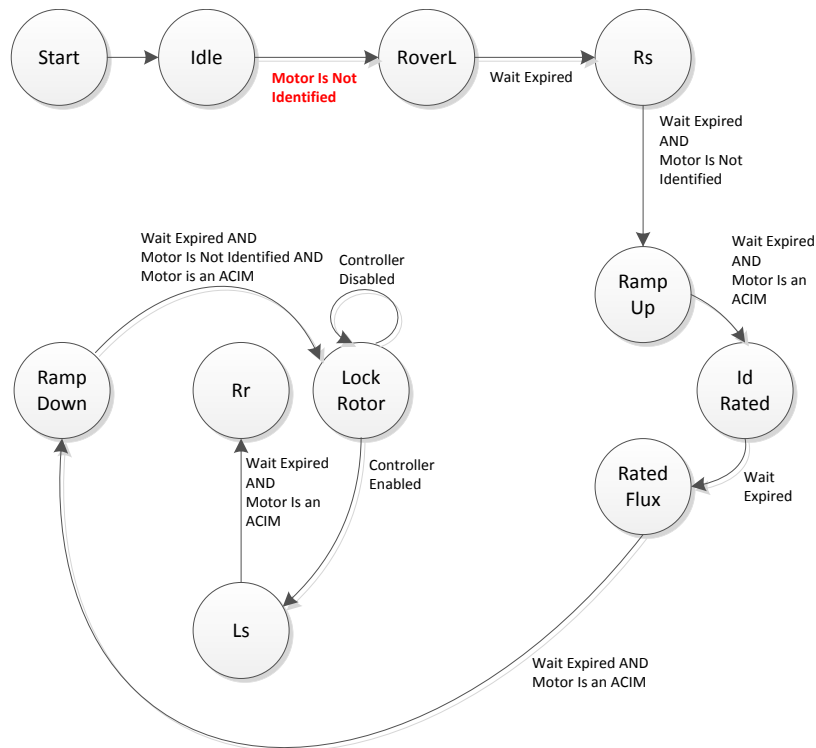 Start
Idle
Motor Is Not
Identified
RoverL
Wait Expired
Rs
Wait Expired
AND
Motor Is Not
Identified
Ramp
Up
Wait Expired
AND
Motor Is an
ACIM
Id
Rated
Wait
Expired
Rated
Flux
Wait Expired AND
Motor Is an ACIM
Ramp
Down
Wait Expired AND
Motor Is Not Identified AND
Motor is an ACIM
Controller
Disabled
Lock
Rotor
Controller
Enabled
Ls
Wait Expired
AND
Motor Is an
ACIM
Rr